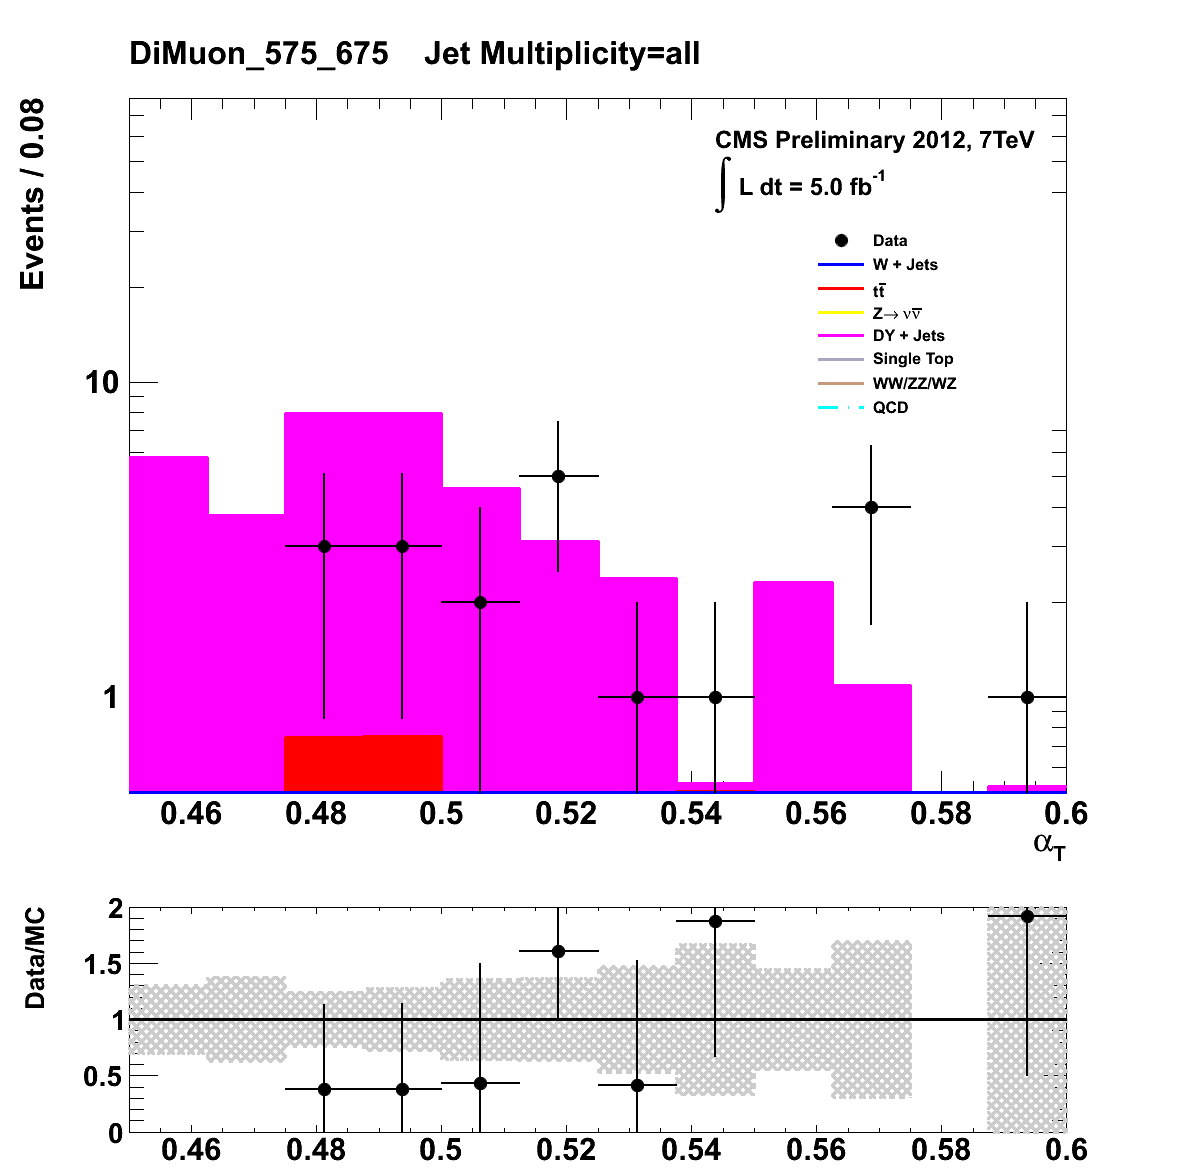 DiMuon_575_675 Jet Multiplicity=all
Events / 0.08
CMS Preliminary 2012, 7TeV
∫ L dt = 5.0 fb⁻¹
Data
W + Jets
tt̅
Z→ νν̅
DY + Jets
Single Top
WW/ZZ/WZ
QCD
10
1
0.46 0.48 0.5 0.52 0.54 0.56 0.58 0.6
α_T
Data/MC
2
1.5
1
0.5
0
0.46 0.48 0.5 0.52 0.54 0.56 0.58 0.6